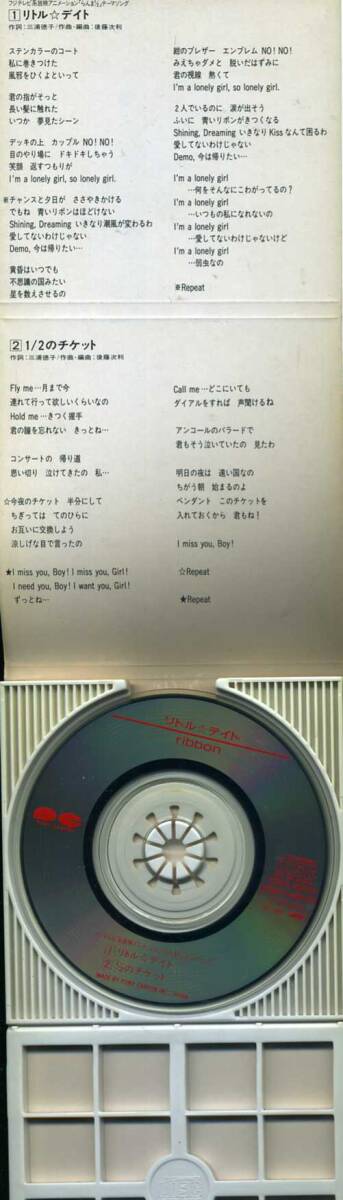 フジテレビ系放映アニメーション「らんま½」テーマソング
1 リトル☆デイト
作詞:三浦徳子/作曲・編曲:後藤次利
ステンカラーのコート
私に巻きつけた
風邪をひくよといって
君の指がそっと
長い髪に触れた
いつか 夢見たシーン
デッキの上 カップル NO! NO!
目のやり場に ドキドキしちゃう
笑顔 返すつもりが
I'm a lonely girl, so lonely girl.
※チャンスと夕日が ささやきかける
でもね 青いリボンはほどけない
Shining, Dreaming いきなり潮風が変わるわ
愛してないわけじゃない
Demo, 今は帰りたい…
黄昏はいつでも
不思議の国みたい
星を数えさせるの
紺のブレザー エンブレム NO! NO!
みえちゃダメと 脱いだはずみに
君の視線 熱くて
I'm a lonely girl, so lonely girl.
2人でいるのに 涙が出そう
ふいに 青いリボンがきつくなる
Shining, Dreaming いきなり Kiss なんて困るわ
愛してないわけじゃない
Demo, 今は帰りたい…
I'm a lonely girl
…何をそんなにこわがってるの?
I'm a lonely girl
…いつもの私になれないの
I'm a lonely girl
…愛してないわけじゃないけど
I'm a lonely girl
…弱虫なの
※Repeat
2 1/2のチケット
作詞:三浦徳子/作曲・編曲:後藤次利
Fly me…月まで今
連れて行って欲しいくらいなの
Hold me…きつく握手
君の瞳を忘れない きっとね…
コンサートの 帰り道
思い切り 泣けてきたの 私…
☆今夜のチケット 半分にして
ちぎっては てのひらに
お互いに交換しよう
涼しげな目で言ったの
★I miss you, Boy! I miss you, Girl!
I need you, Boy! I want you, Girl!
ずっとね…
Call me…どこにいても
ダイアルをすれば 声聞けるね
アンコールのバラードで
君もそう泣いていたの 見たわ
明日の夜は 遠い国なの
ちがう朝 始まるのよ
ペンダント このチケットを
入れておくから 君もね!
I miss you, Boy!
☆Repeat
★Repeat
リトル☆デイト
ribbon
1.リトル☆デイト
2.½のチケット